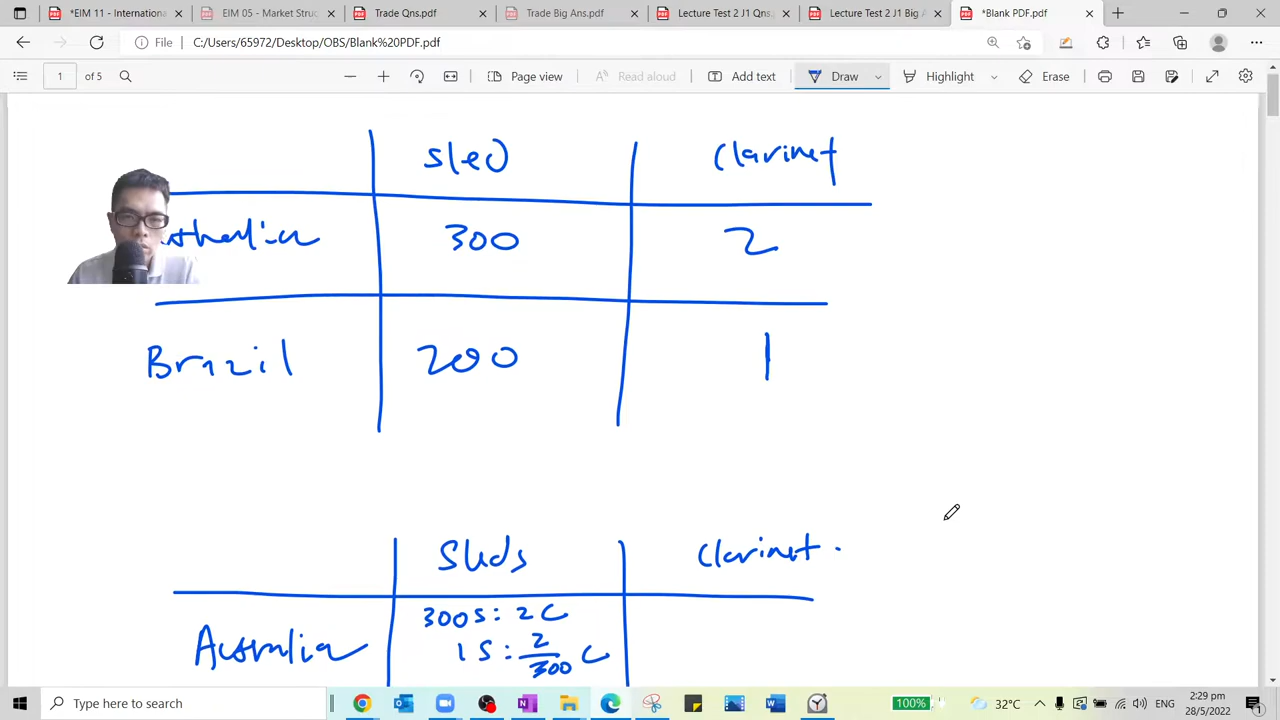 *EIM 11 - Internationa
EIM 05 - Market Struc
Trade Qns.pdf
Trade Big Ans.pdf
Lecture Test 2 J1 Qns.
Lecture Test 2 J1 Big A
*Blank PDF.pdf
File C:/Users/65972/Desktop/OBS/Blank%20PDF.pdf
1 of 5 Page view Read aloud Add text Draw Highlight Erase
sled clarinet
300 2
Brazil 200 1
Sleds clarinet.
300S: 2C
Australia 1S: 2/300 C
Type here to search 100% 32°C ENG 2:29 pm
28/5/2022